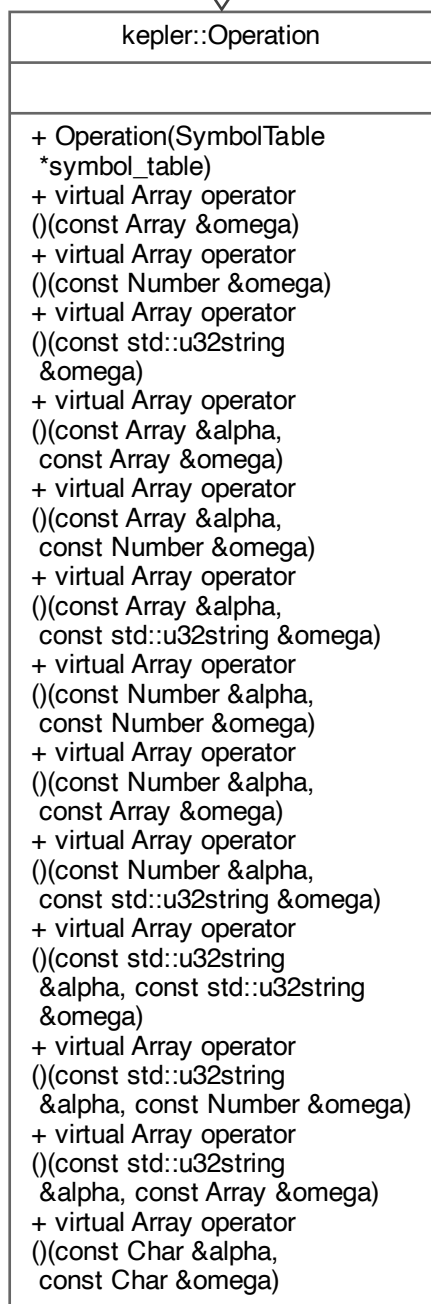 kepler::Operation
+ Operation(SymbolTable
*symbol_table)
+ virtual Array operator
()(const Array &omega)
+ virtual Array operator
()(const Number &omega)
+ virtual Array operator
()(const std::u32string
&omega)
+ virtual Array operator
()(const Array &alpha,
const Array &omega)
+ virtual Array operator
()(const Array &alpha,
const Number &omega)
+ virtual Array operator
()(const Array &alpha,
const std::u32string &omega)
+ virtual Array operator
()(const Number &alpha,
const Number &omega)
+ virtual Array operator
()(const Number &alpha,
const Array &omega)
+ virtual Array operator
()(const Number &alpha,
const std::u32string &omega)
+ virtual Array operator
()(const std::u32string
&alpha, const std::u32string
&omega)
+ virtual Array operator
()(const std::u32string
&alpha, const Number &omega)
+ virtual Array operator
()(const std::u32string
&alpha, const Array &omega)
+ virtual Array operator
()(const Char &alpha,
const Char &omega)